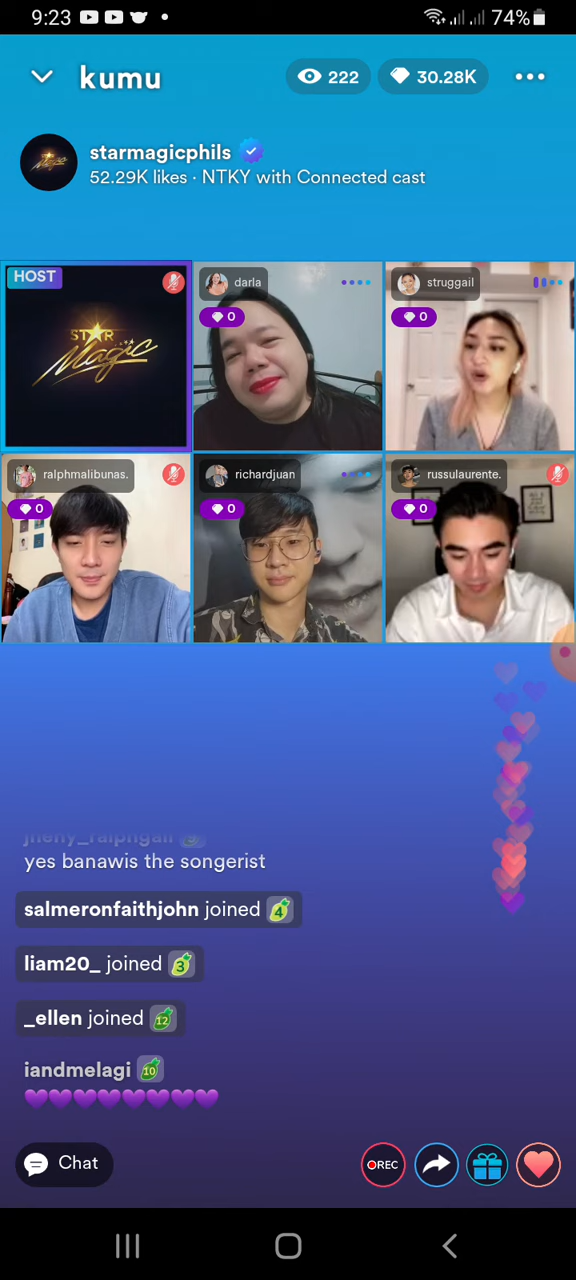 9:23
74%
kumu
222
30.28K
starmagicphils
52.29K likes · NTKY with Connected cast
HOST
STAR
Magic
darla
0
struggail
0
ralphmalibunas.
0
richardjuan
0
russulaurente.
0
jheny_ralphgail
yes banawis the songerist
salmeronfaithjohn joined 4
liam20_ joined 3
_ellen joined 12
iandmelagi 10
💜💜💜💜💜💜💜💜
Chat
REC